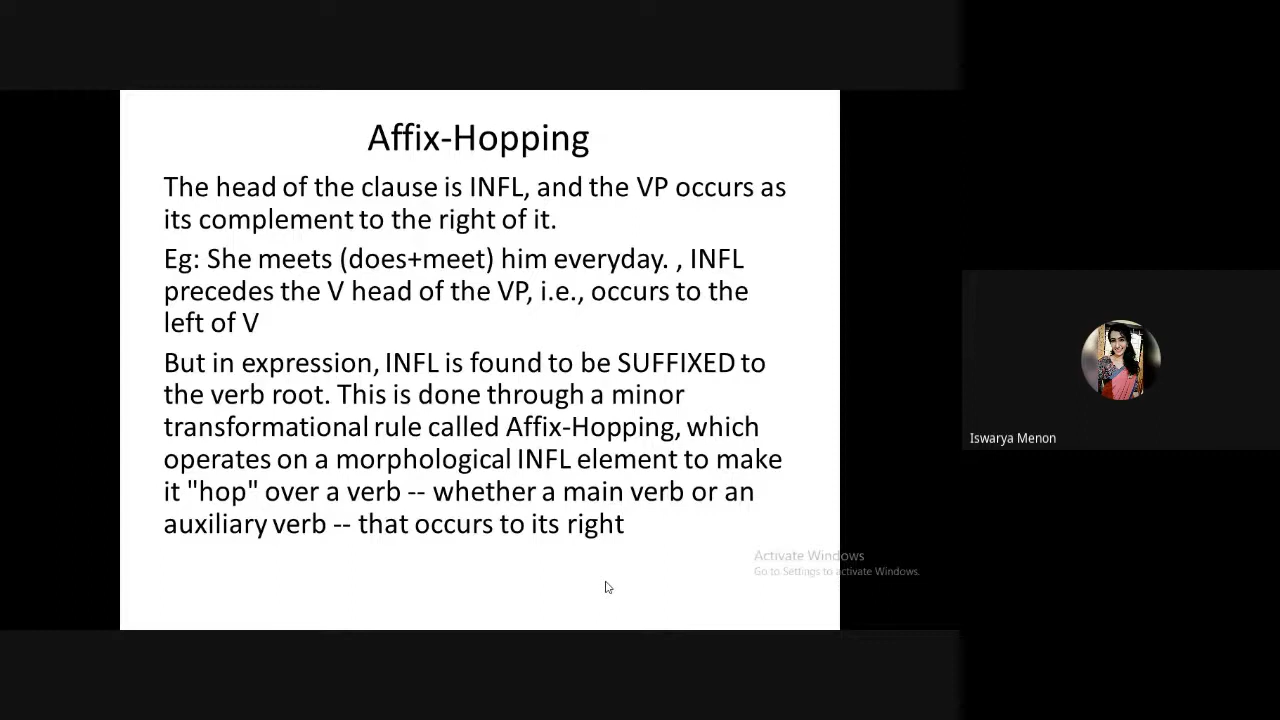 Affix-Hopping
The head of the clause is INFL, and the VP occurs as
its complement to the right of it.
Eg: She meets (does+meet) him everyday. , INFL
precedes the V head of the VP, i.e., occurs to the
left of V
But in expression, INFL is found to be SUFFIXED to
the verb root. This is done through a minor
transformational rule called Affix-Hopping, which
operates on a morphological INFL element to make
it "hop" over a verb -- whether a main verb or an
auxiliary verb -- that occurs to its right
Activate Windows
Go to Settings to activate Windows.
Iswarya Menon